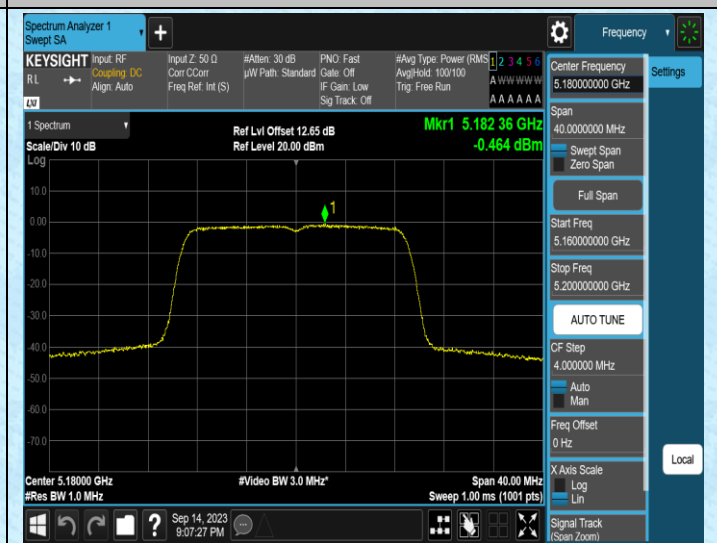 Spectrum Analyzer 1
Swept SA
Frequency
KEYSIGHT
RL
LXI
Input: RF
Coupling: DC
Align: Auto
Input Z: 50 Ω
Corr CCorr
Freq Ref: Int (S)
#Atten: 30 dB
µW Path: Standard
PNO: Fast
Gate: Off
IF Gain: Low
Sig Track: Off
#Avg Type: Power (RMS
Avg|Hold: 100/100
Trig: Free Run
1 2 3 4 5 6
A W W W W W
A A A A A A
1 Spectrum
Scale/Div 10 dB
Log
Ref Lvl Offset 12.65 dB
Ref Level 20.00 dBm
Mkr1 5.182 36 GHz
-0.464 dBm
10.0
0.00
-10.0
-20.0
-30.0
-40.0
-50.0
-60.0
-70.0
1
Center 5.18000 GHz
#Res BW 1.0 MHz
#Video BW 3.0 MHz*
Span 40.00 MHz
Sweep 1.00 ms (1001 pts)
Sep 14, 2023
9:07:27 PM
?
Center Frequency
5.180000000 GHz
Span
40.0000000 MHz
Swept Span
Zero Span
Full Span
Start Freq
5.160000000 GHz
Stop Freq
5.200000000 GHz
AUTO TUNE
CF Step
4.000000 MHz
Auto
Man
Freq Offset
0 Hz
X Axis Scale
Log
Lin
Signal Track
(Span Zoom)
Settings
Local